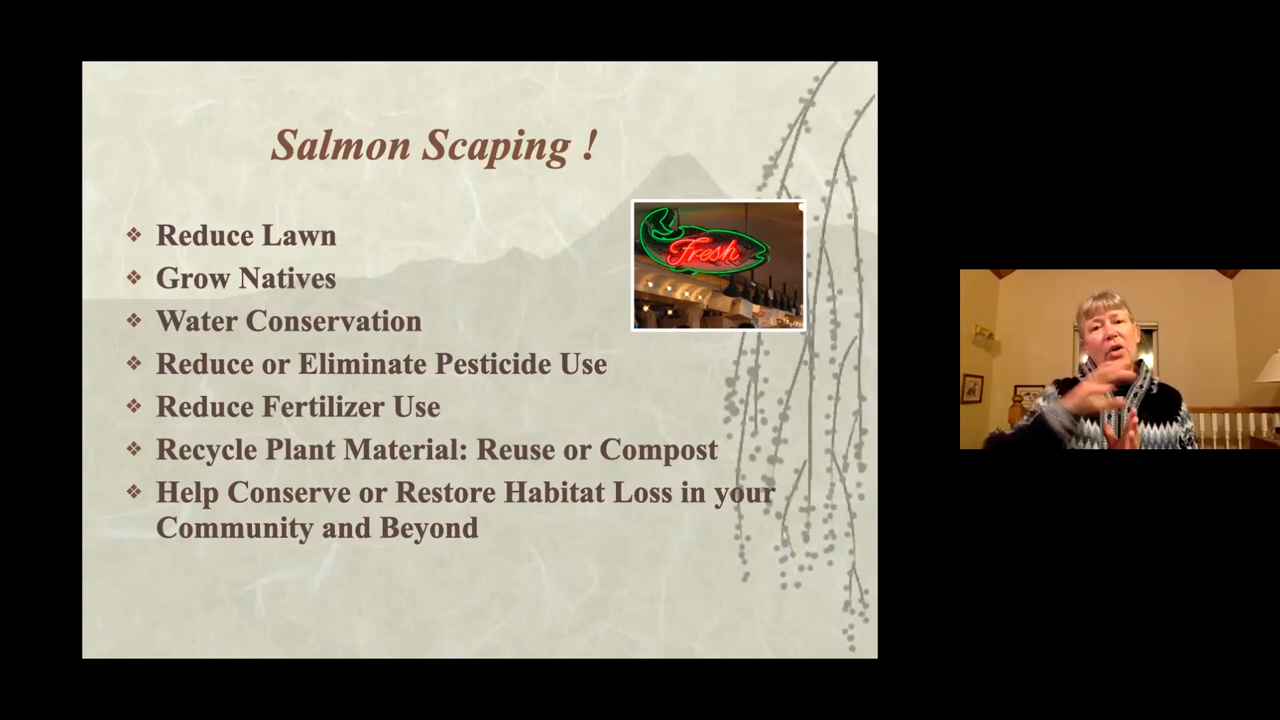 Salmon Scaping !
Reduce Lawn
Fresh
Grow Natives
Water Conservation
Reduce or Eliminate Pesticide Use
Reduce Fertilizer Use
Recycle Plant Material: Reuse or Compost
Help Conserve or Restore Habitat Loss in your
Community and Beyond